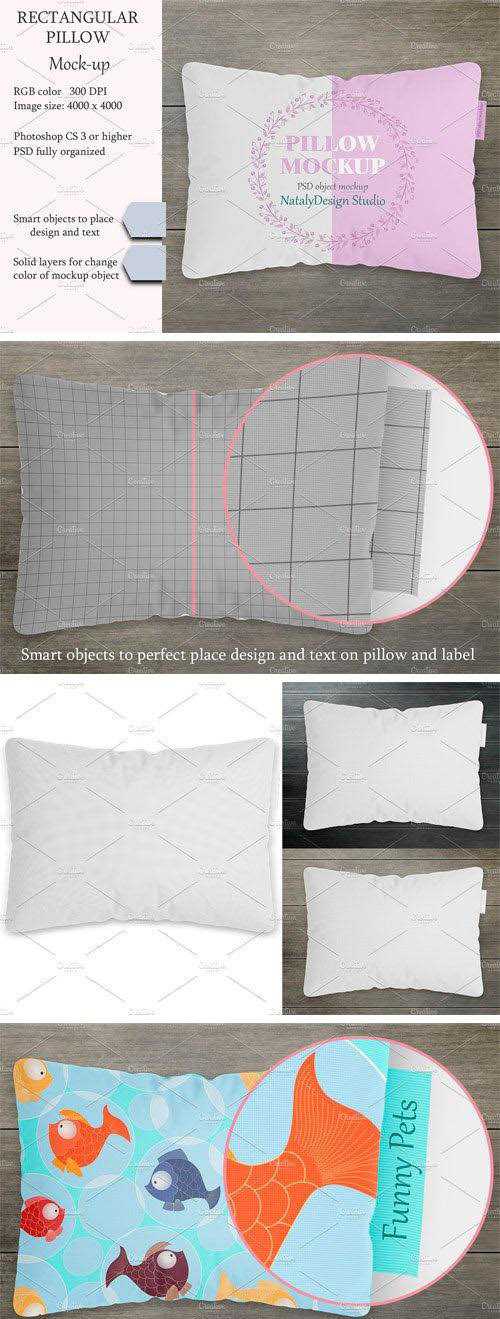 RECTANGULAR
PILLOW
Mock-up
RGB color 300 DPI
Image size: 4000 x 4000
Photoshop CS 3 or higher
PSD fully organized
Smart objects to place
design and text
Solid layers for change
color of mockup object
PILLOW
MOCKUP
PSD object mockup
NatalyDesign Studio
Smart objects to perfect place design and text on pillow and label
Funny Pets